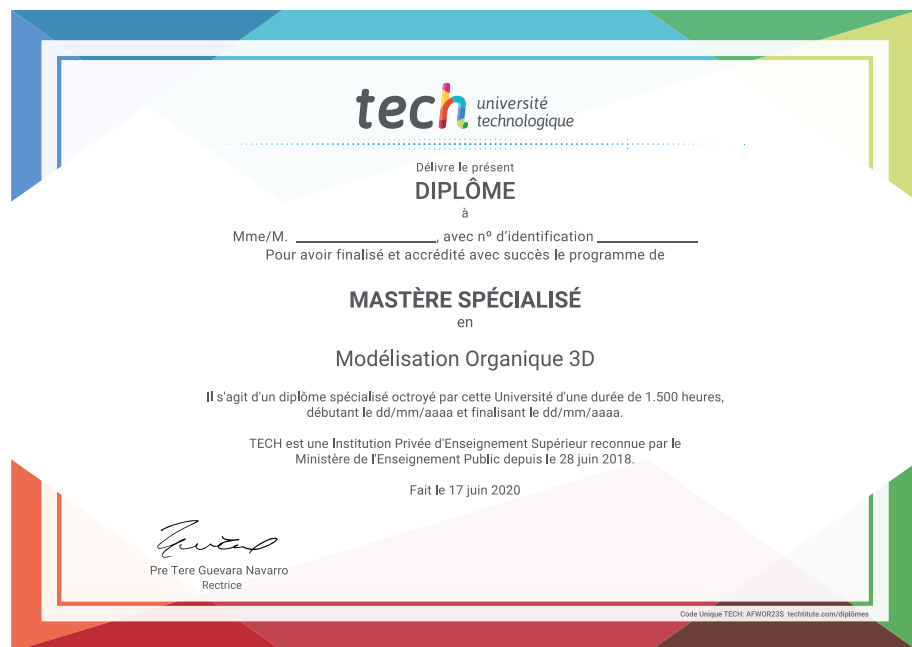 tech université
technologique
Délivre le présent
DIPLÔME
à
Mme/M. ____________________, avec nº d'identification ______________
Pour avoir finalisé et accrédité avec succès le programme de
MASTÈRE SPÉCIALISÉ
en
Modélisation Organique 3D
Il s'agit d'un diplôme spécialisé octroyé par cette Université d'une durée de 1.500 heures,
débutant le dd/mm/aaaa et finalisant le dd/mm/aaaa.
TECH est une Institution Privée d'Enseignement Supérieur reconnue par le
Ministère de l'Enseignement Public depuis le 28 juin 2018.
Fait le 17 juin 2020
Pre Tere Guevara Navarro
Rectrice
Code Unique TECH: AFWOR23S techtitute.com/diplômes